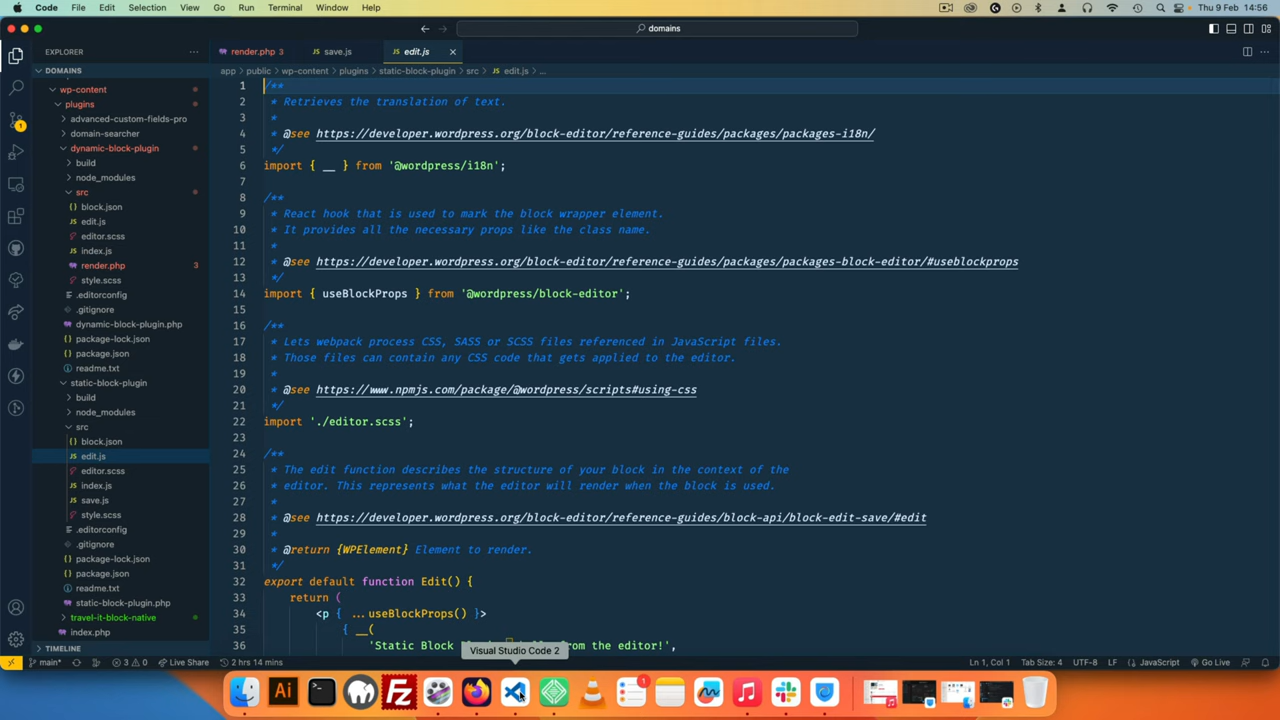 Code File Edit Selection View Go Run Terminal Window Help Thu 9 Feb 14:56
domains
EXPLORER
render.php 3 save.js edit.js
DOMAINS
app > public > wp-content > plugins > static-block-plugin > src > edit.js > ...
wp-content
plugins
advanced-custom-fields-pro
domain-searcher
dynamic-block-plugin
build
node_modules
src
block.json
edit.js
editor.scss
index.js
render.php 3
style.scss
.editorconfig
.gitignore
dynamic-block-plugin.php
package-lock.json
package.json
readme.txt
static-block-plugin
build
node_modules
src
block.json
edit.js
editor.scss
index.js
save.js
style.scss
.editorconfig
.gitignore
package-lock.json
package.json
readme.txt
static-block-plugin.php
travel-it-block-native
index.php
TIMELINE
1 /**
2 * Retrieves the translation of text.
3 *
4 * @see https://developer.wordpress.org/block-editor/reference-guides/packages/packages-i18n/
5 */
6 import { __ } from '@wordpress/i18n';
7
8 /**
9 * React hook that is used to mark the block wrapper element.
10 * It provides all the necessary props like the class name.
11 *
12 * @see https://developer.wordpress.org/block-editor/reference-guides/packages/packages-block-editor/#useblockprops
13 */
14 import { useBlockProps } from '@wordpress/block-editor';
15
16 /**
17 * Lets webpack process CSS, SASS or SCSS files referenced in JavaScript files.
18 * Those files can contain any CSS code that gets applied to the editor.
19 *
20 * @see https://www.npmjs.com/package/@wordpress/scripts#using-css
21 */
22 import './editor.scss';
23
24 /**
25 * The edit function describes the structure of your block in the context of the
26 * editor. This represents what the editor will render when the block is used.
27 *
28 * @see https://developer.wordpress.org/block-editor/reference-guides/block-api/block-edit-save/#edit
29 *
30 * @return {WPElement} Element to render.
31 */
32 export default function Edit() {
33 return (
34 <p { ...useBlockProps() }>
35 { __(
36 'Static Block from the editor!',
Visual Studio Code 2
main* 3 0 Live Share 2 hrs 14 mins Ln 1, Col 1 Tab Size: 4 UTF-8 LF JavaScript Go Live
Ai
FZ
1